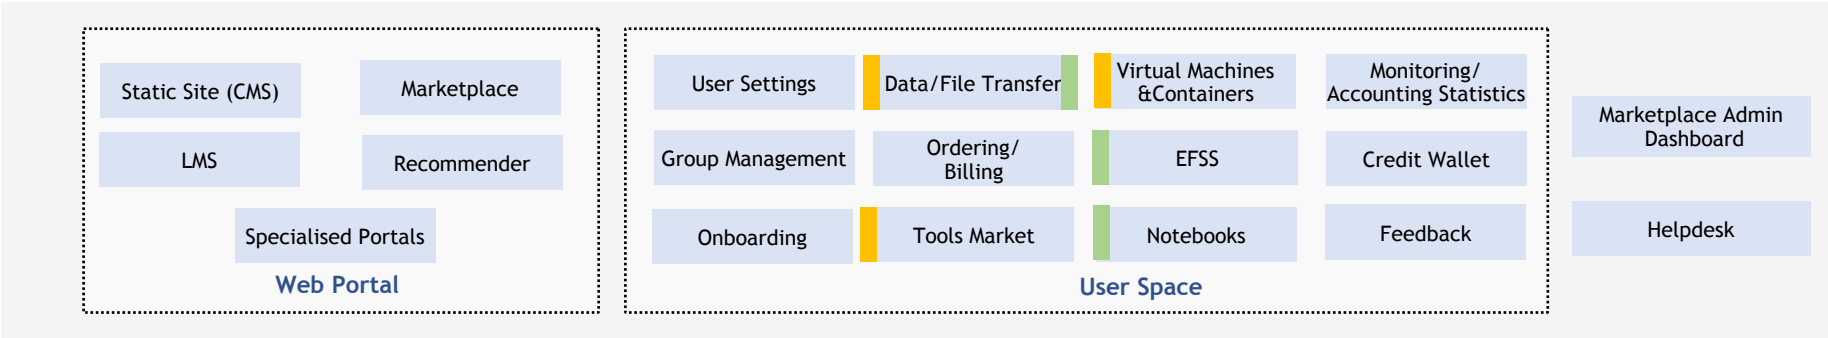 Static Site (CMS)
Marketplace
LMS
Recommender
Specialised Portals
Web Portal
User Settings
Data/File Transfer
Virtual Machines
&Containers
Monitoring/
Accounting Statistics
Group Management
Ordering/
Billing
EFSS
Credit Wallet
Onboarding
Tools Market
Notebooks
Feedback
User Space
Marketplace Admin
Dashboard
Helpdesk